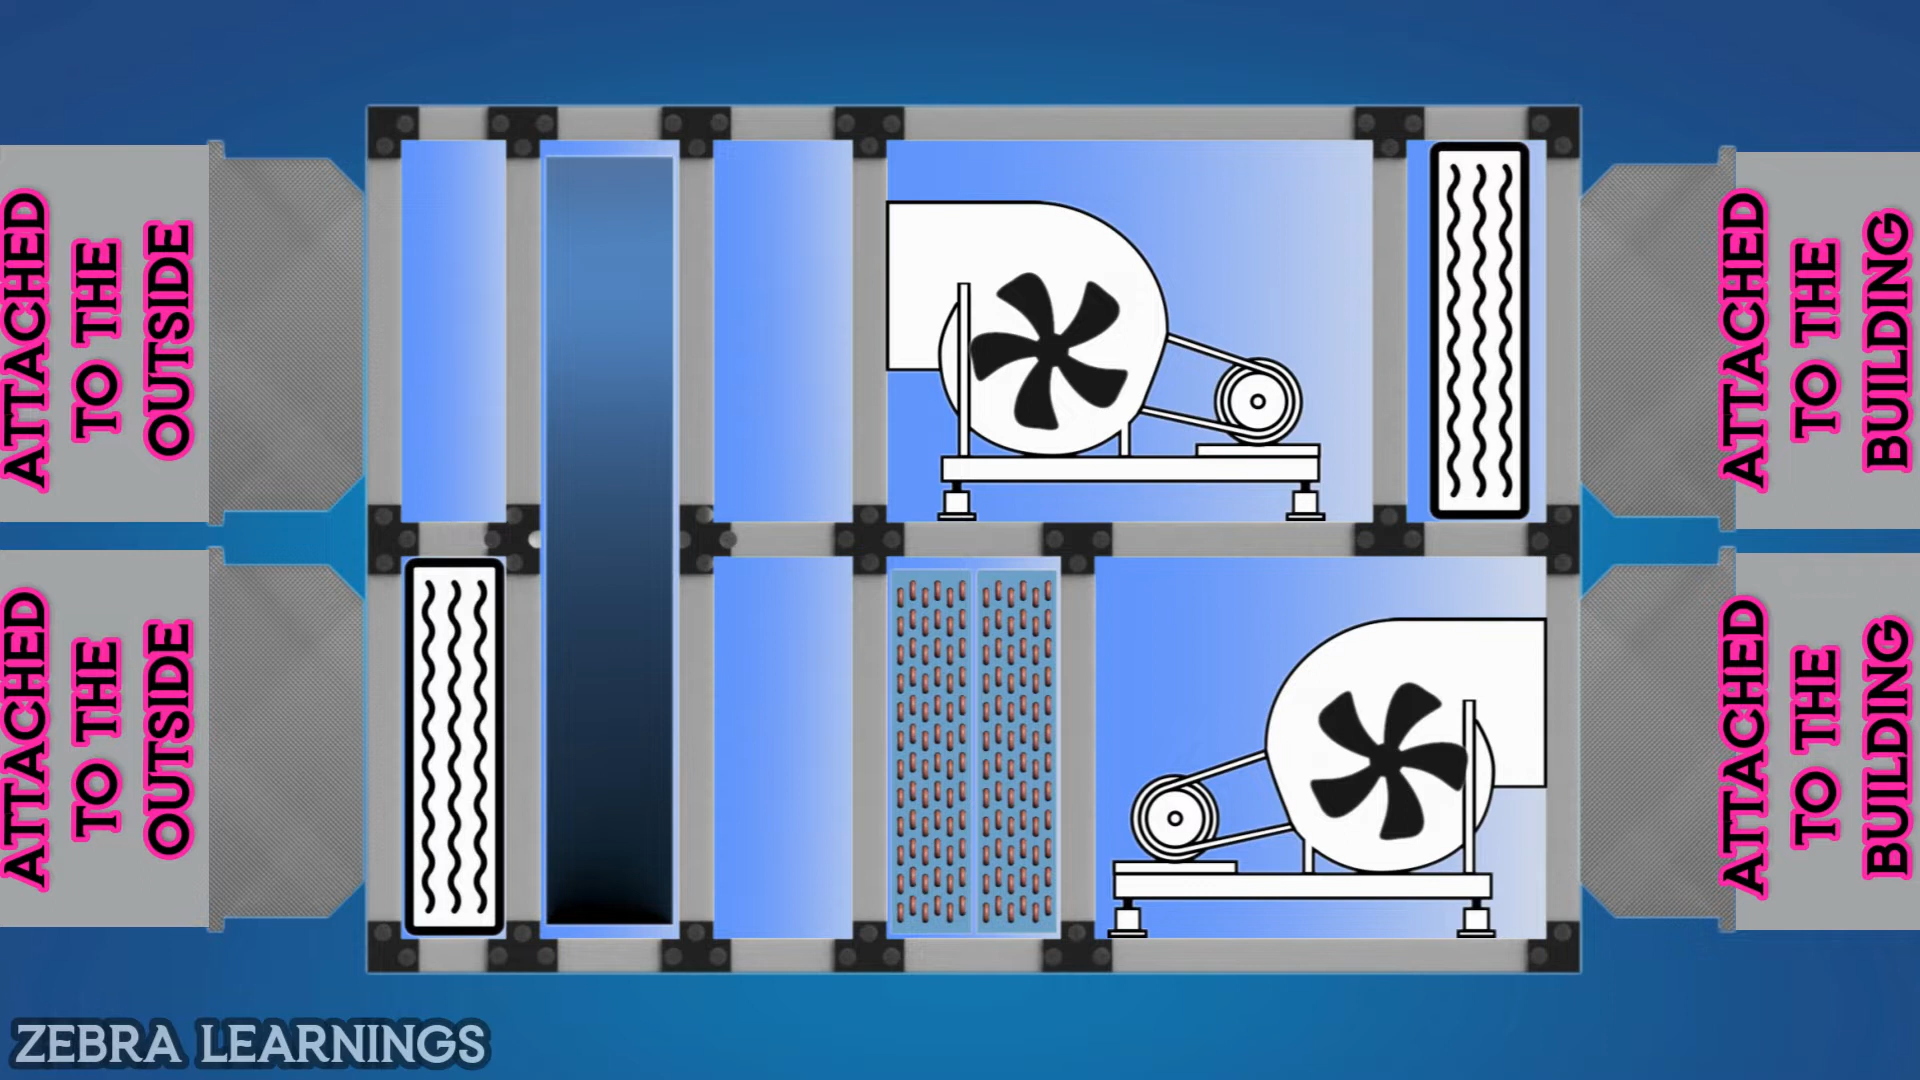 ATTACHED
TO THE
OUTSIDE
ATTACHED
TO THE
BUILDING
ATTACHED
TO THE
OUTSIDE
ATTACHED
TO THE
BUILDING
ZEBRA LEARNINGS